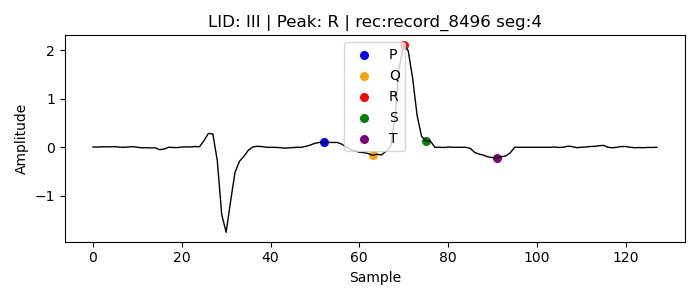 LID: III | Peak: R | rec:record_8496 seg:4
P
Q
R
S
T
Amplitude
2
1
0
−1
0 20 40 60 80 100 120
Sample